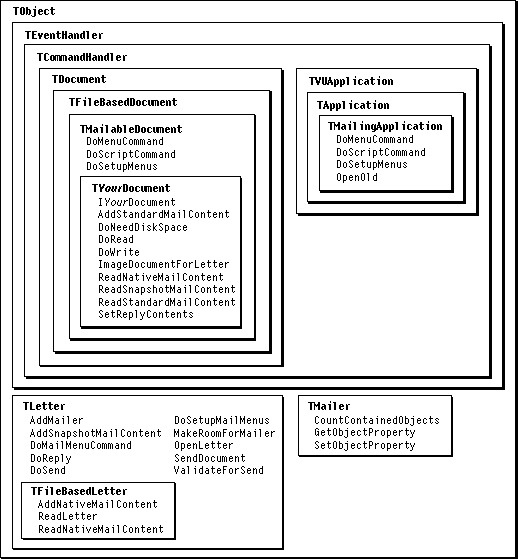 TObject
TEventHandler
TCommandHandler
TDocument
TFileBasedDocument
TMailableDocument
DoMenuCommand
DoScriptCommand
DoSetupMenus
TYourDocument
IYourDocument
AddStandardMailContent
DoNeedDiskSpace
DoRead
DoWrite
ImageDocumentForLetter
ReadNativeMailContent
ReadSnapshotMailContent
ReadStandardMailContent
SetReplyContents
TVUApplication
TApplication
TMailingApplication
DoMenuCommand
DoScriptCommand
DoSetupMenus
OpenOld
TLetter
AddMailer
AddSnapshotMailContent
DoMailMenuCommand
DoReply
DoSend
DoSetupMailMenus
MakeRoomForMailer
OpenLetter
SendDocument
ValidateForSend
TFileBasedLetter
AddNativeMailContent
ReadLetter
ReadNativeMailContent
TMailer
CountContainedObjects
GetObjectProperty
SetObjectProperty